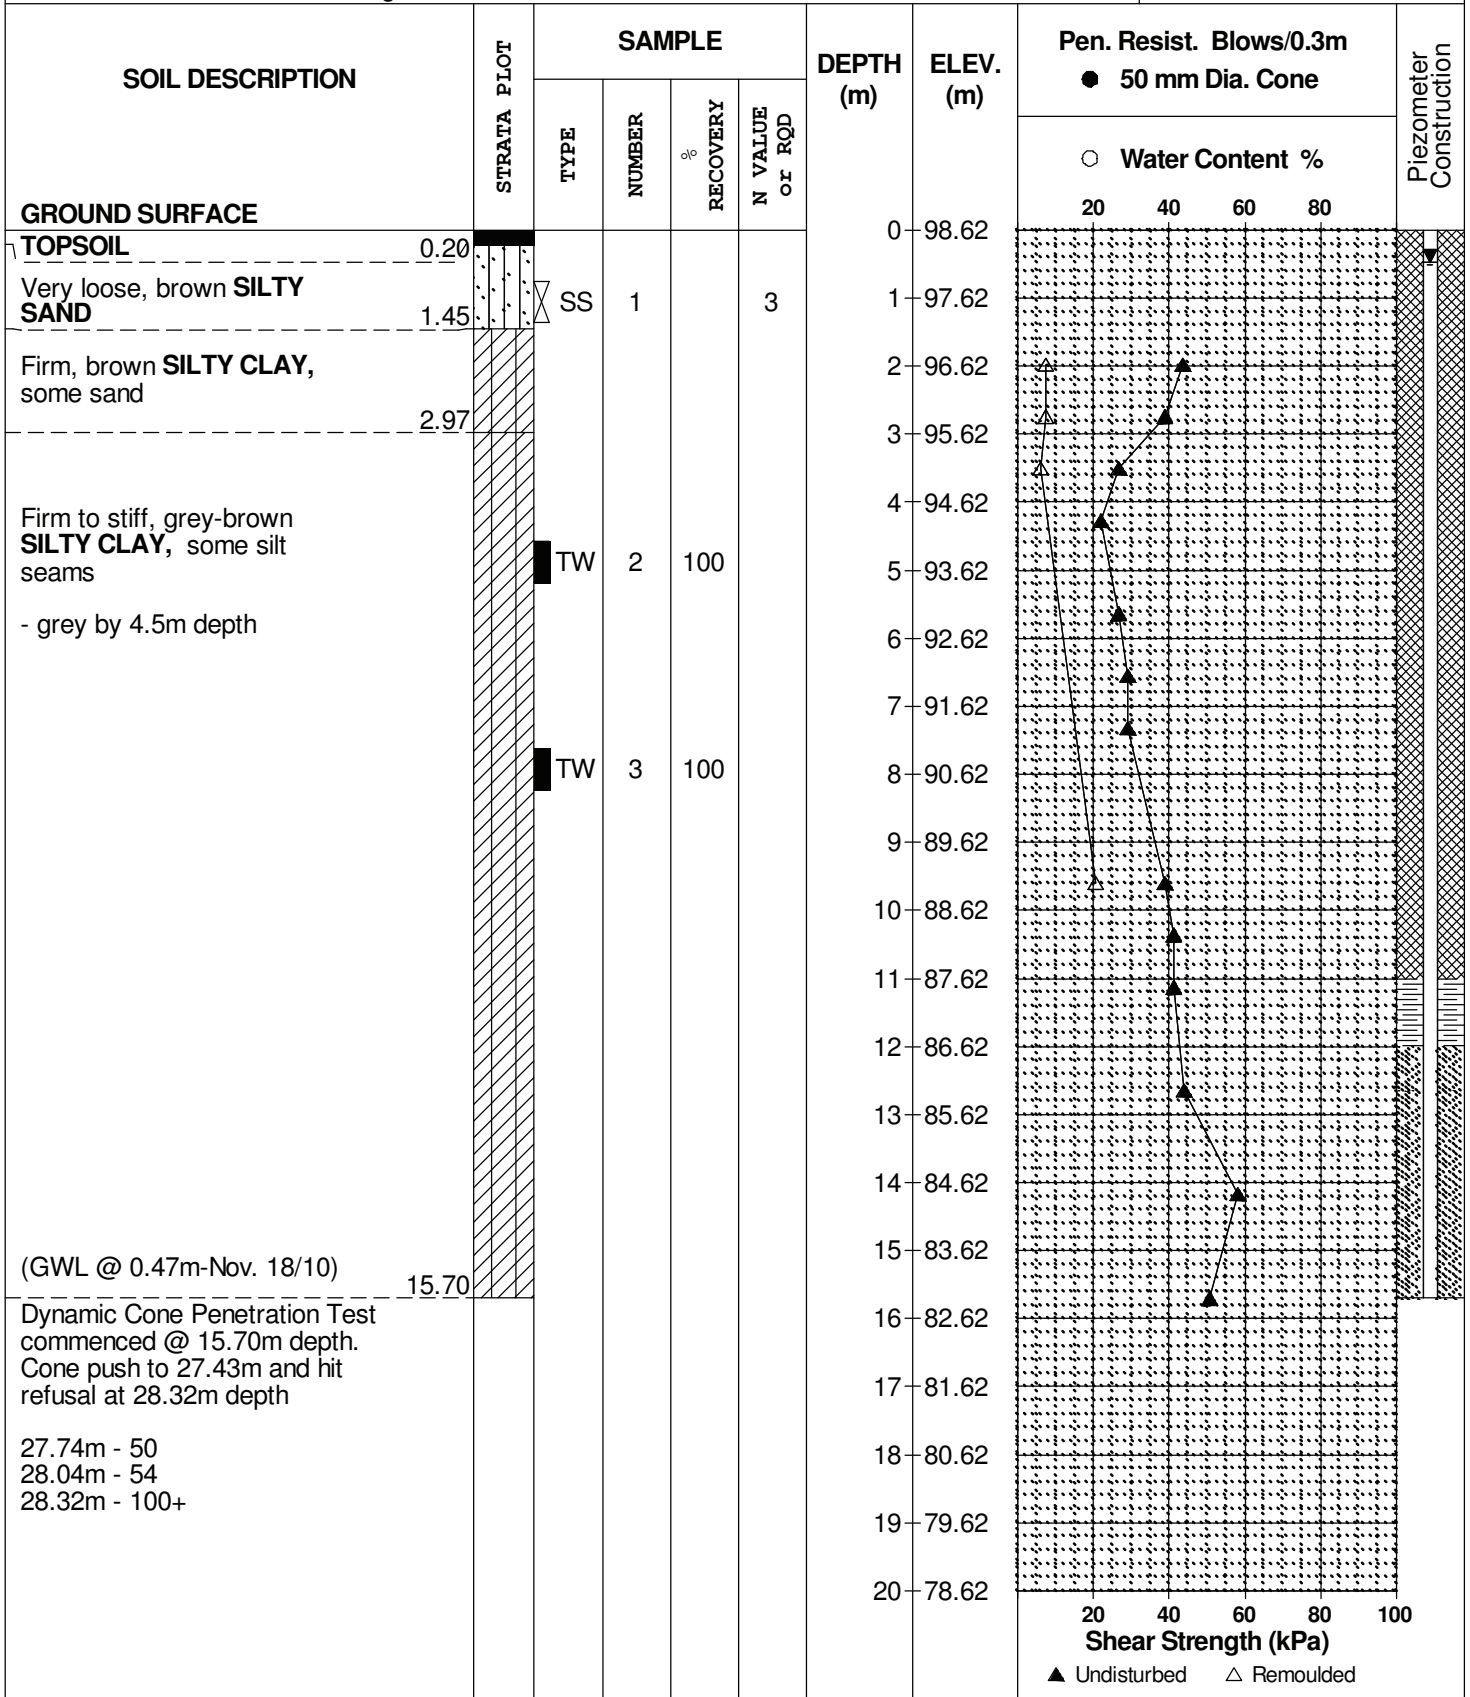 SOIL DESCRIPTION
STRATA PLOT
SAMPLE
TYPE
NUMBER
% RECOVERY
N VALUE or RQD
DEPTH (m)
ELEV. (m)
Pen. Resist. Blows/0.3m
● 50 mm Dia. Cone
○ Water Content %
20 40 60 80
Piezometer Construction
GROUND SURFACE
0 98.62
TOPSOIL 0.20
Very loose, brown SILTY
SAND 1.45
SS 1 3
1 97.62
Firm, brown SILTY CLAY,
some sand
2.97
2 96.62
3 95.62
4 94.62
Firm to stiff, grey-brown
SILTY CLAY, some silt
seams
TW 2 100
5 93.62
- grey by 4.5m depth
6 92.62
7 91.62
TW 3 100
8 90.62
9 89.62
10 88.62
11 87.62
12 86.62
13 85.62
14 84.62
15 83.62
(GWL @ 0.47m-Nov. 18/10)
15.70
Dynamic Cone Penetration Test
commenced @ 15.70m depth.
Cone push to 27.43m and hit
refusal at 28.32m depth
16 82.62
17 81.62
27.74m - 50
28.04m - 54
28.32m - 100+
18 80.62
19 79.62
20 78.62
20 40 60 80 100
Shear Strength (kPa)
▲ Undisturbed △ Remoulded